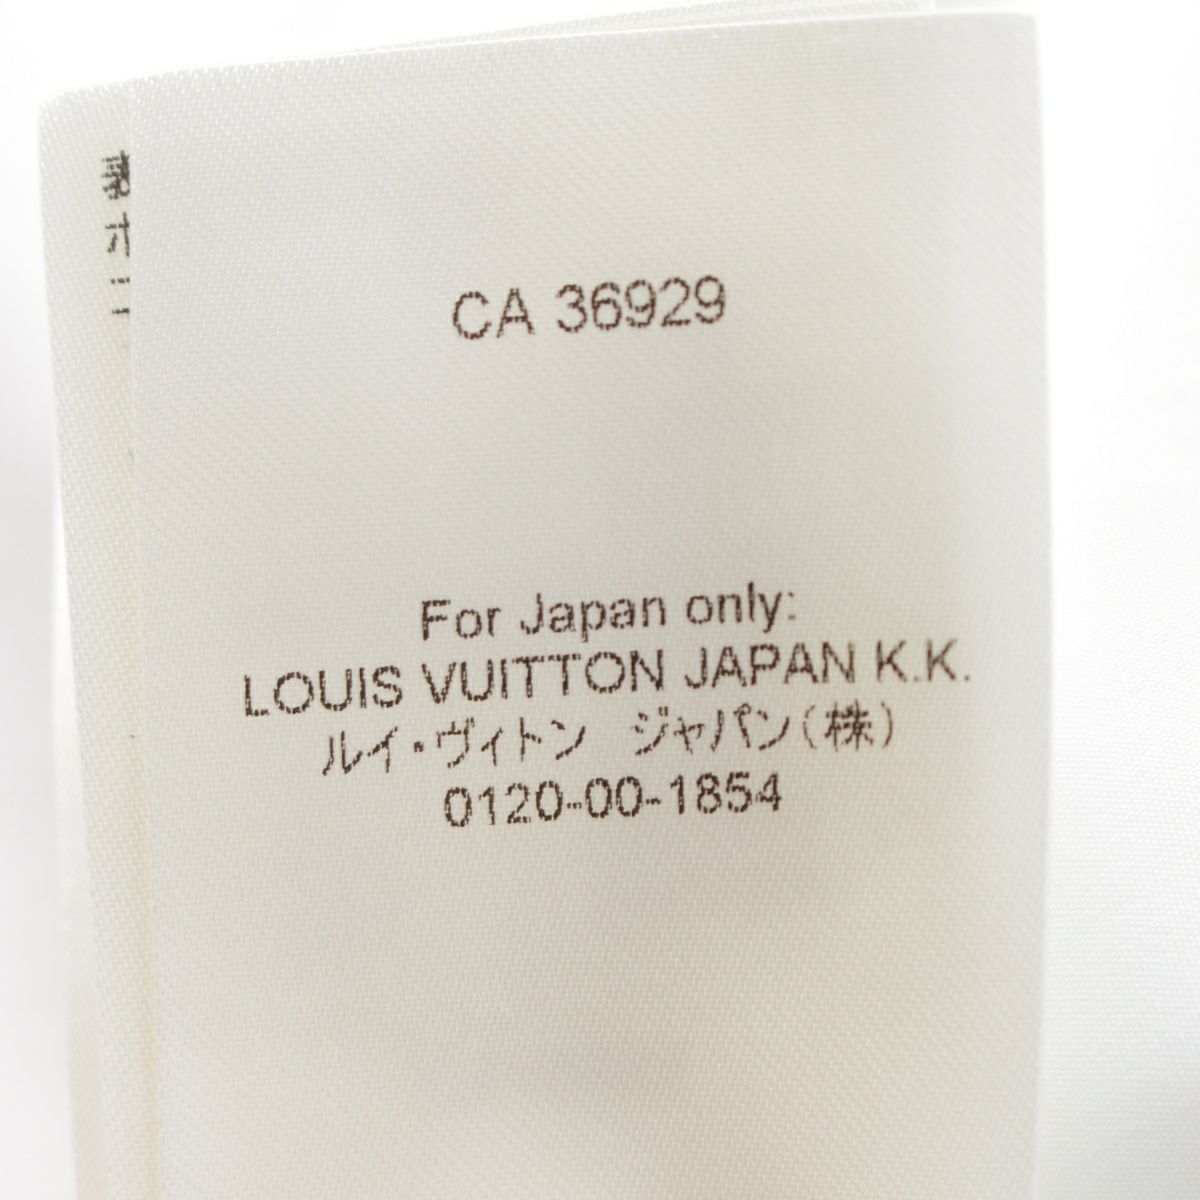 CA 36929
For Japan only:
LOUIS VUITTON JAPAN K.K.
ルイ・ヴィトン　ジャパン(株)
0120-00-1854